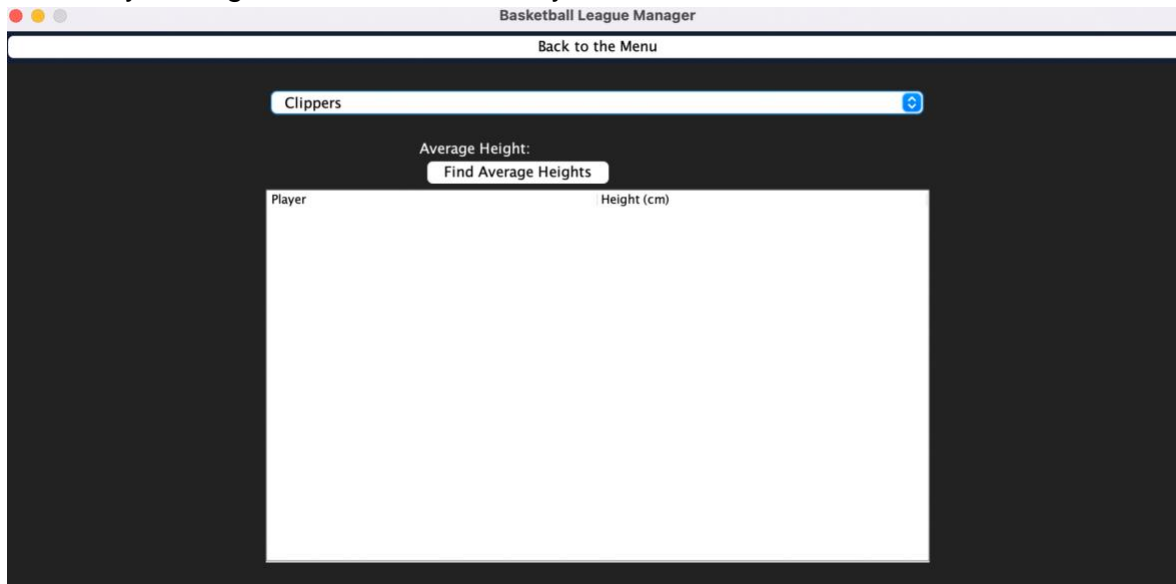 Basketball League Manager
Back to the Menu
Clippers
Average Height:
Find Average Heights
Player Height (cm)